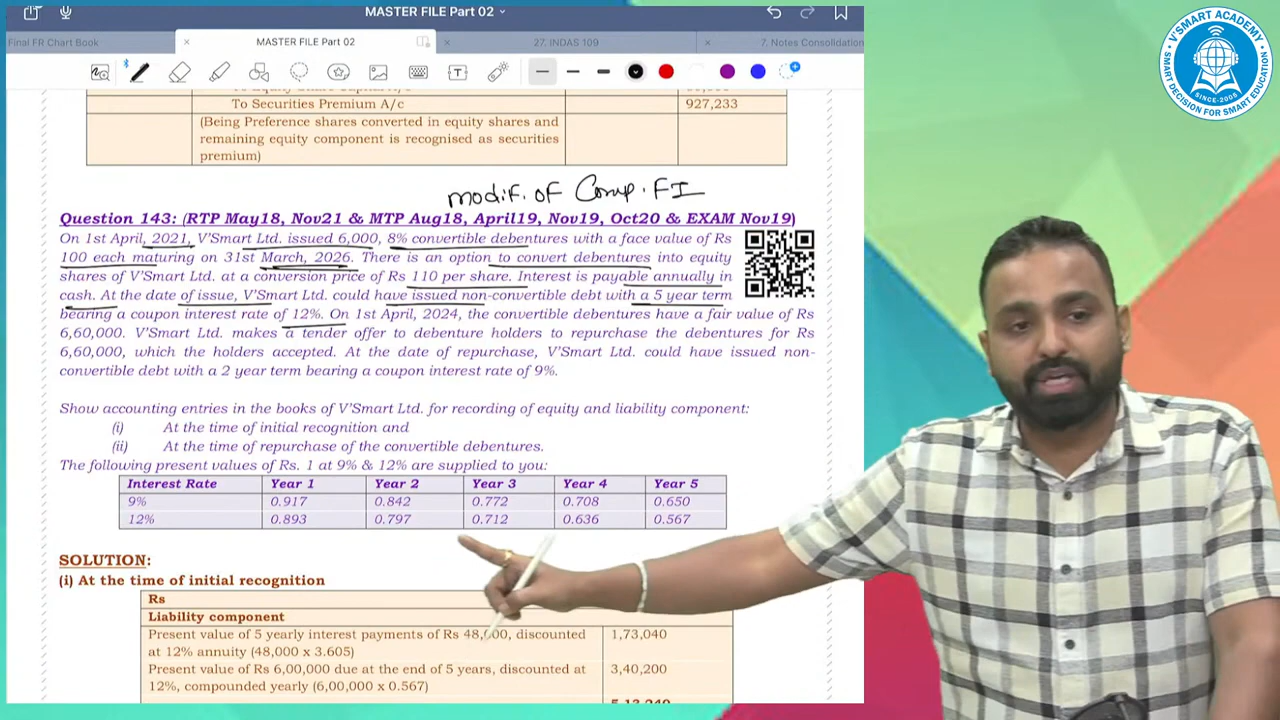 MASTER FILE Part 02
Final FR Chart Book
MASTER FILE Part 02
27. INDAS 109
7. Notes Consolidation
To Securities Premium A/c 927,233
(Being Preference shares converted in equity shares and
remaining equity component is recognised as securities
premium)
modif. of Comp. FI
Question 143: (RTP May18, Nov21 & MTP Aug18, April19, Nov19, Oct20 & EXAM Nov19)
On 1st April, 2021, V'Smart Ltd. issued 6,000, 8% convertible debentures with a face value of Rs
100 each maturing on 31st March, 2026. There is an option to convert debentures into equity
shares of V'Smart Ltd. at a conversion price of Rs 110 per share. Interest is payable annually in
cash. At the date of issue, V'Smart Ltd. could have issued non-convertible debt with a 5 year term
bearing a coupon interest rate of 12%. On 1st April, 2024, the convertible debentures have a fair value of Rs
6,60,000. V'Smart Ltd. makes a tender offer to debenture holders to repurchase the debentures for Rs
6,60,000, which the holders accepted. At the date of repurchase, V'Smart Ltd. could have issued non-
convertible debt with a 2 year term bearing a coupon interest rate of 9%.
Show accounting entries in the books of V'Smart Ltd. for recording of equity and liability component:
(i) At the time of initial recognition and
(ii) At the time of repurchase of the convertible debentures.
The following present values of Rs. 1 at 9% & 12% are supplied to you:
Interest Rate Year 1 Year 2 Year 3 Year 4 Year 5
9% 0.917 0.842 0.772 0.708 0.650
12% 0.893 0.797 0.712 0.636 0.567
SOLUTION:
(i) At the time of initial recognition
Rs
Liability component
Present value of 5 yearly interest payments of Rs 48,000, discounted 1,73,040
at 12% annuity (48,000 x 3.605)
Present value of Rs 6,00,000 due at the end of 5 years, discounted at 3,40,200
12%, compounded yearly (6,00,000 x 0.567)
5,13,240
V'SMART ACADEMY
SINCE-2005
SMART DECISION FOR SMART EDUCATION